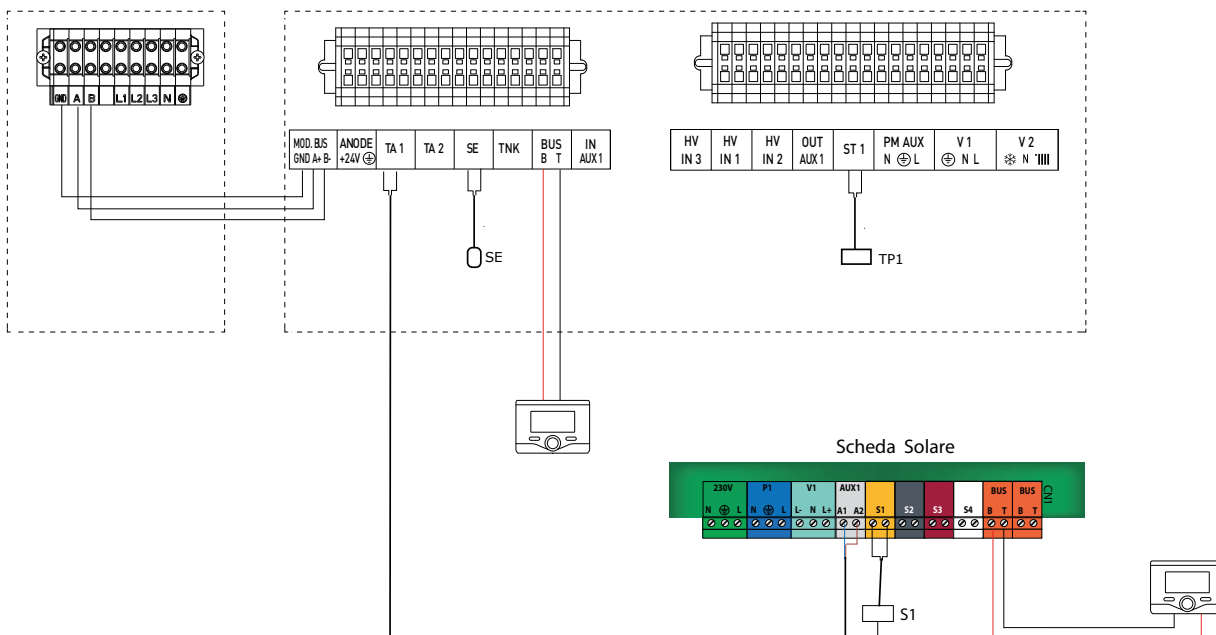 GND A B L1 L2 L3 N
MOD. BUS ANODE TA 1 TA 2 SE TNK BUS IN
GND A+ B- +24V B T AUX 1
HV HV HV OUT ST 1 PM AUX V 1 V 2
IN 3 IN 1 IN 2 AUX 1 N L N L N
SE
TP1
Scheda Solare
230V P1 V1 AUX1 S1 S2 S3 S4 BUS BUS CN1
N L N L L- N L+ A1 A2 B T B T
S1